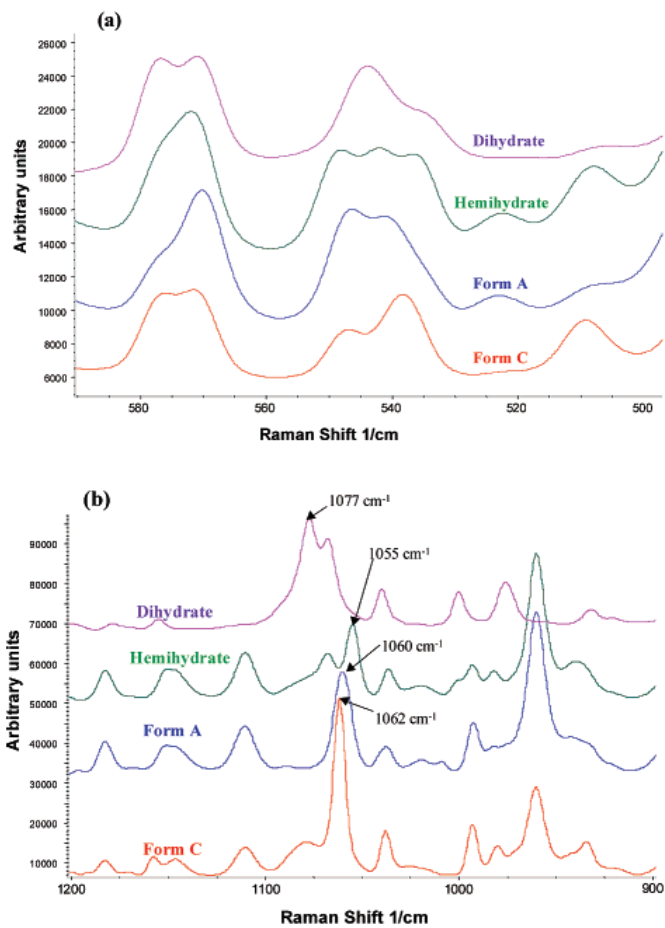 (a)
26000
24000
22000
20000
18000
16000
14000
12000
10000
8000
6000
Arbitrary units
Dihydrate
Hemihydrate
Form A
Form C
580 560 540 520 500
Raman Shift 1/cm
(b)
1077 cm⁻¹
1055 cm⁻¹
1060 cm⁻¹
1062 cm⁻¹
90000
80000
70000
60000
50000
40000
30000
20000
10000
Arbitrary units
Dihydrate
Hemihydrate
Form A
Form C
1200 1100 1000 900
Raman Shift 1/cm